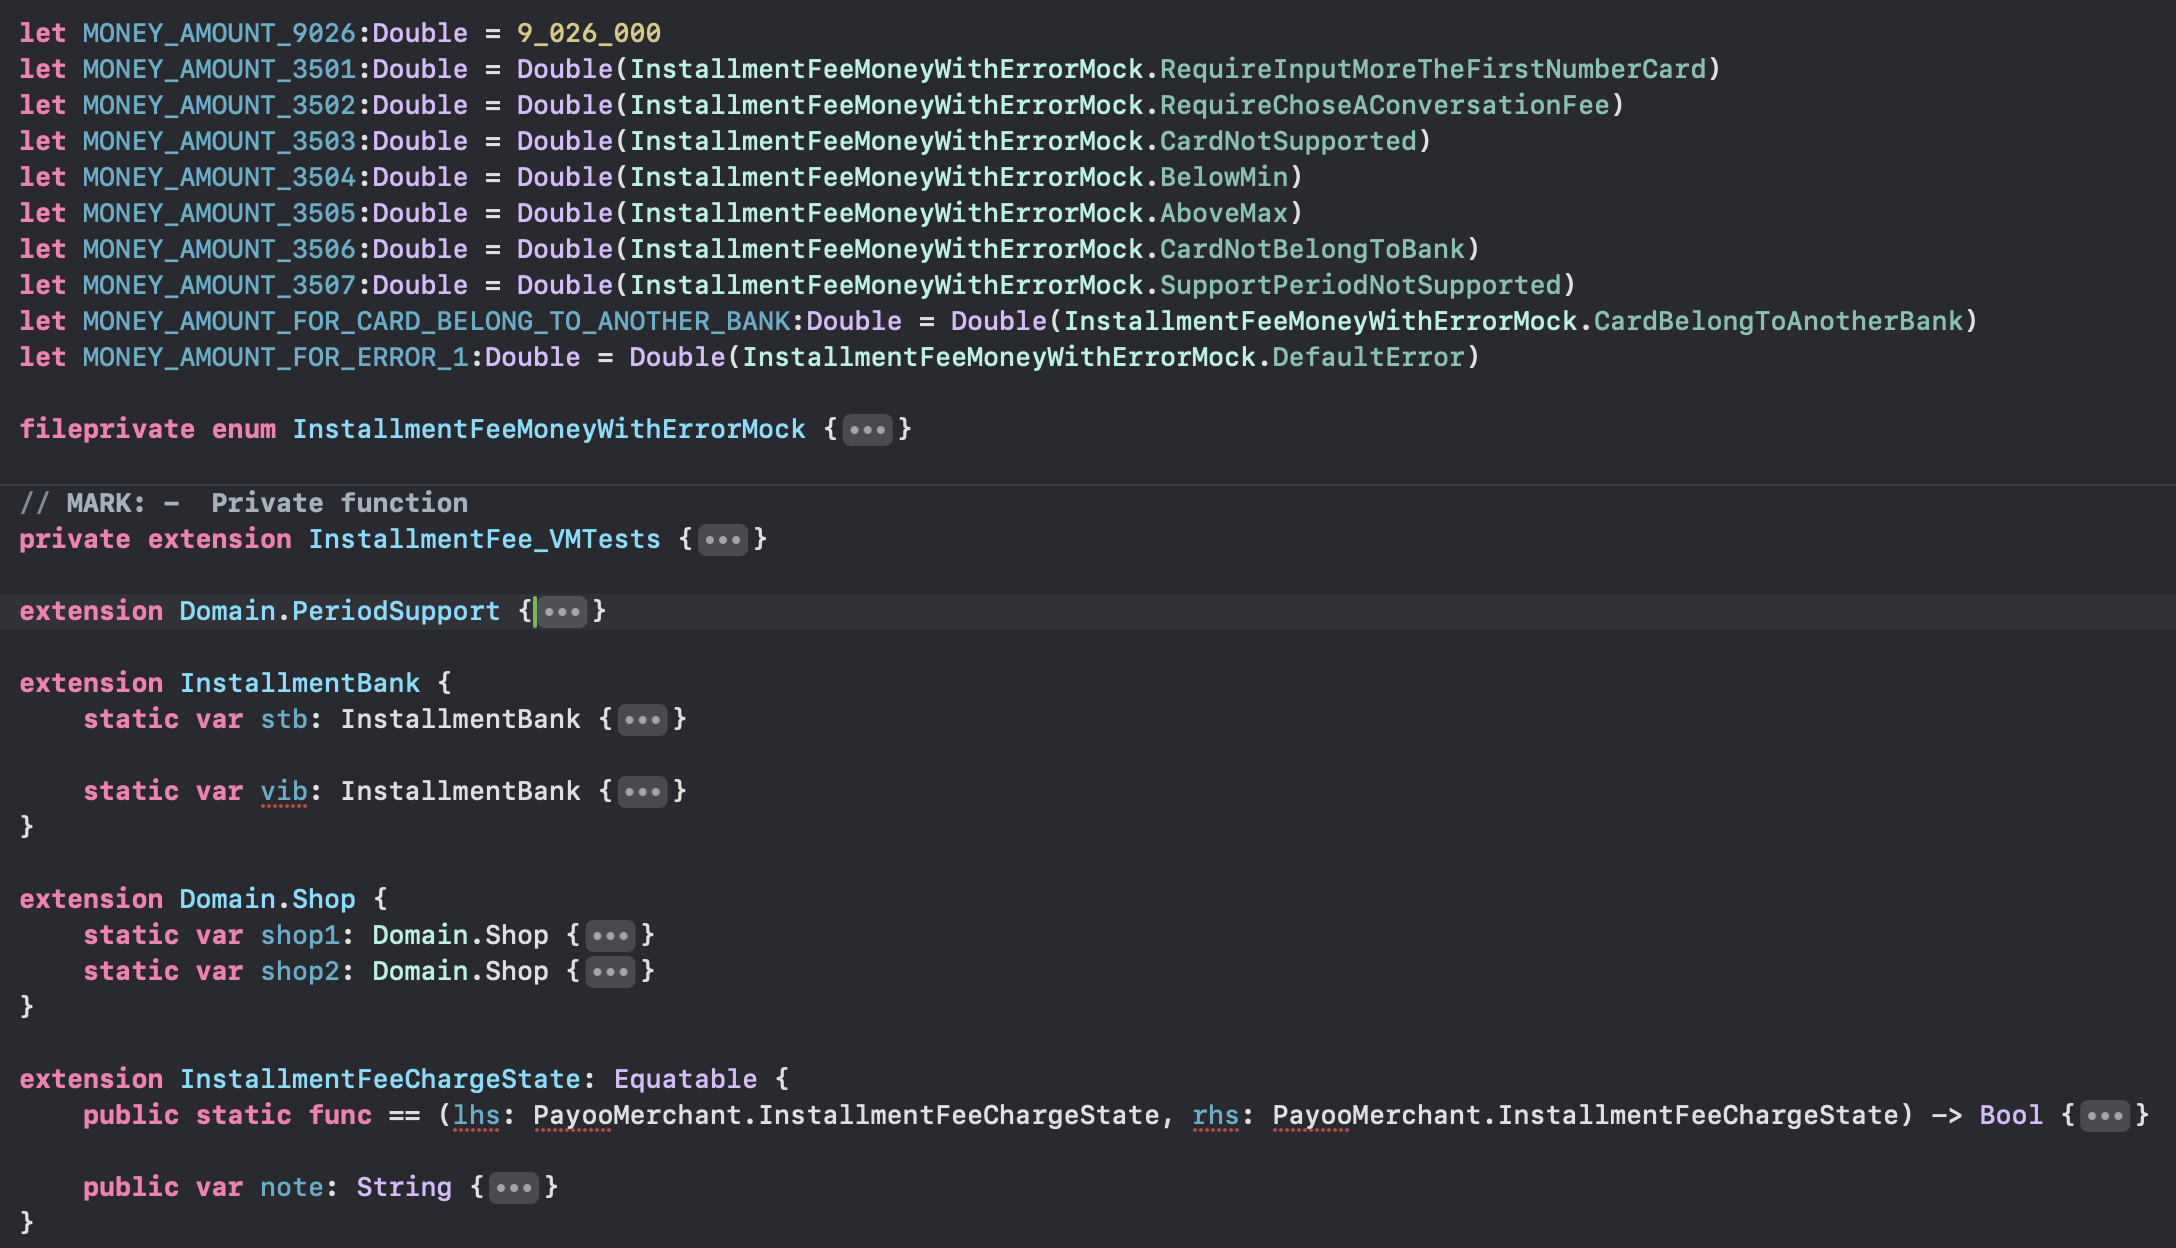 let MONEY_AMOUNT_9026:Double = 9_026_000
let MONEY_AMOUNT_3501:Double = Double(InstallmentFeeMoneyWithErrorMock.RequireInputMoreTheFirstNumberCard)
let MONEY_AMOUNT_3502:Double = Double(InstallmentFeeMoneyWithErrorMock.RequireChoseAConversationFee)
let MONEY_AMOUNT_3503:Double = Double(InstallmentFeeMoneyWithErrorMock.CardNotSupported)
let MONEY_AMOUNT_3504:Double = Double(InstallmentFeeMoneyWithErrorMock.BelowMin)
let MONEY_AMOUNT_3505:Double = Double(InstallmentFeeMoneyWithErrorMock.AboveMax)
let MONEY_AMOUNT_3506:Double = Double(InstallmentFeeMoneyWithErrorMock.CardNotBelongToBank)
let MONEY_AMOUNT_3507:Double = Double(InstallmentFeeMoneyWithErrorMock.SupportPeriodNotSupported)
let MONEY_AMOUNT_FOR_CARD_BELONG_TO_ANOTHER_BANK:Double = Double(InstallmentFeeMoneyWithErrorMock.CardBelongToAnotherBank)
let MONEY_AMOUNT_FOR_ERROR_1:Double = Double(InstallmentFeeMoneyWithErrorMock.DefaultError)
fileprivate enum InstallmentFeeMoneyWithErrorMock {•••}
// MARK: -  Private function
private extension InstallmentFee_VMTests {•••}
extension Domain.PeriodSupport {•••}
extension InstallmentBank {
    static var stb: InstallmentBank {•••}
    static var vib: InstallmentBank {•••}
}
extension Domain.Shop {
    static var shop1: Domain.Shop {•••}
    static var shop2: Domain.Shop {•••}
}
extension InstallmentFeeChargeState: Equatable {
    public static func == (lhs: PayooMerchant.InstallmentFeeChargeState, rhs: PayooMerchant.InstallmentFeeChargeState) -> Bool {•••}
    public var note: String {•••}
}